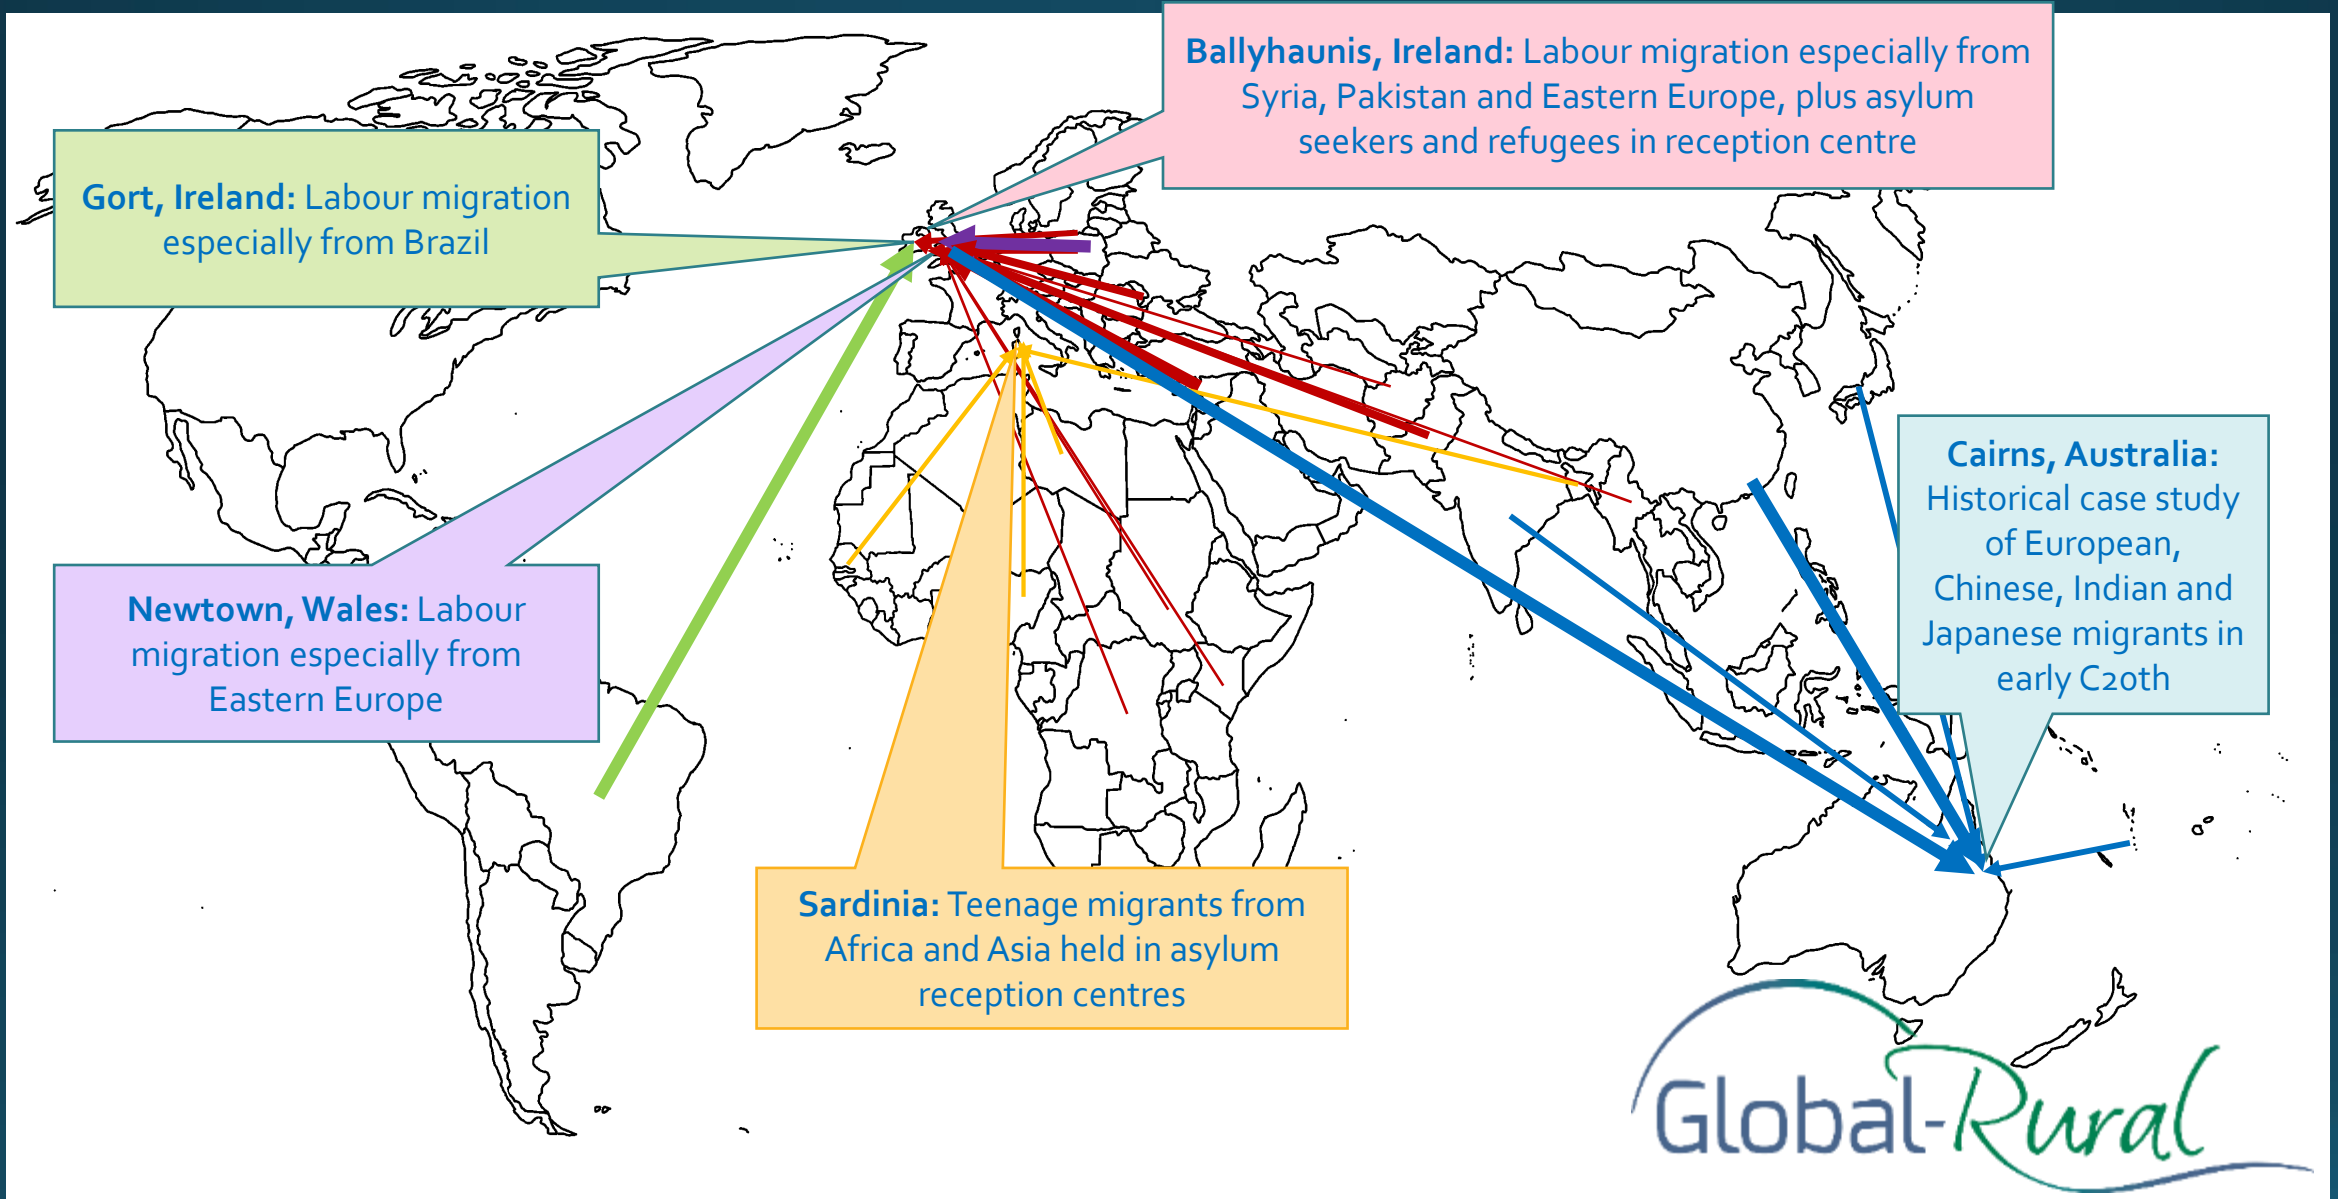 Ballyhaunis, Ireland: Labour migration especially from
Syria, Pakistan and Eastern Europe, plus asylum
seekers and refugees in reception centre
Gort, Ireland: Labour migration
especially from Brazil
Cairns, Australia:
Historical case study
of European,
Chinese, Indian and
Japanese migrants in
early C20th
Newtown, Wales: Labour
migration especially from
Eastern Europe
Sardinia: Teenage migrants from
Africa and Asia held in asylum
reception centres
Global-Rural